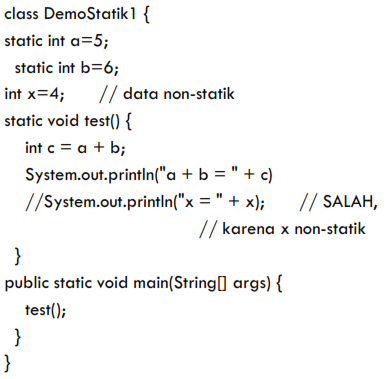 class DemoStatik1 {
static int a=5;
static int b=6;
int x=4; // data non-statik
static void test() {
int c = a + b;
System.out.println("a + b = " + c)
//System.out.println("x = " + x); // SALAH,
// karena x non-statik
}
public static void main(String[] args) {
test();
}
}